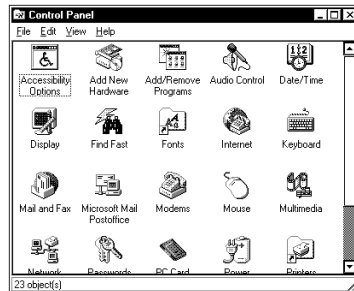 Control Panel
File Edit View Help
Accessibility Options
Add New Hardware
Add/Remove Programs
Audio Control
Date/Time
Display
Find Fast
Fonts
Internet
Keyboard
Mail and Fax
Microsoft Mail Postoffice
Modems
Mouse
Multimedia
Network
Passwords
PC Card
Power
Printers
23 object(s)